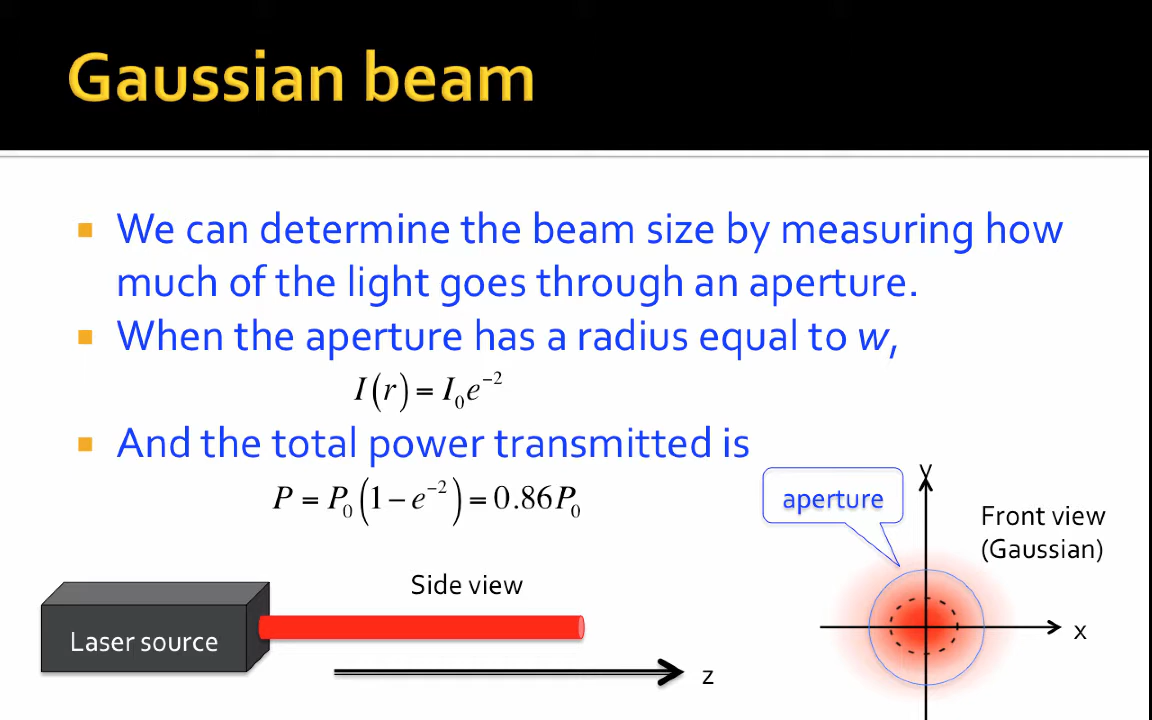 Gaussian beam
We can determine the beam size by measuring how
much of the light goes through an aperture.
When the aperture has a radius equal to w,
I(r) = I₀e⁻²
And the total power transmitted is
P = P₀(1 − e⁻²) = 0.86P₀
y
aperture
Front view
(Gaussian)
Side view
Laser source
x
z